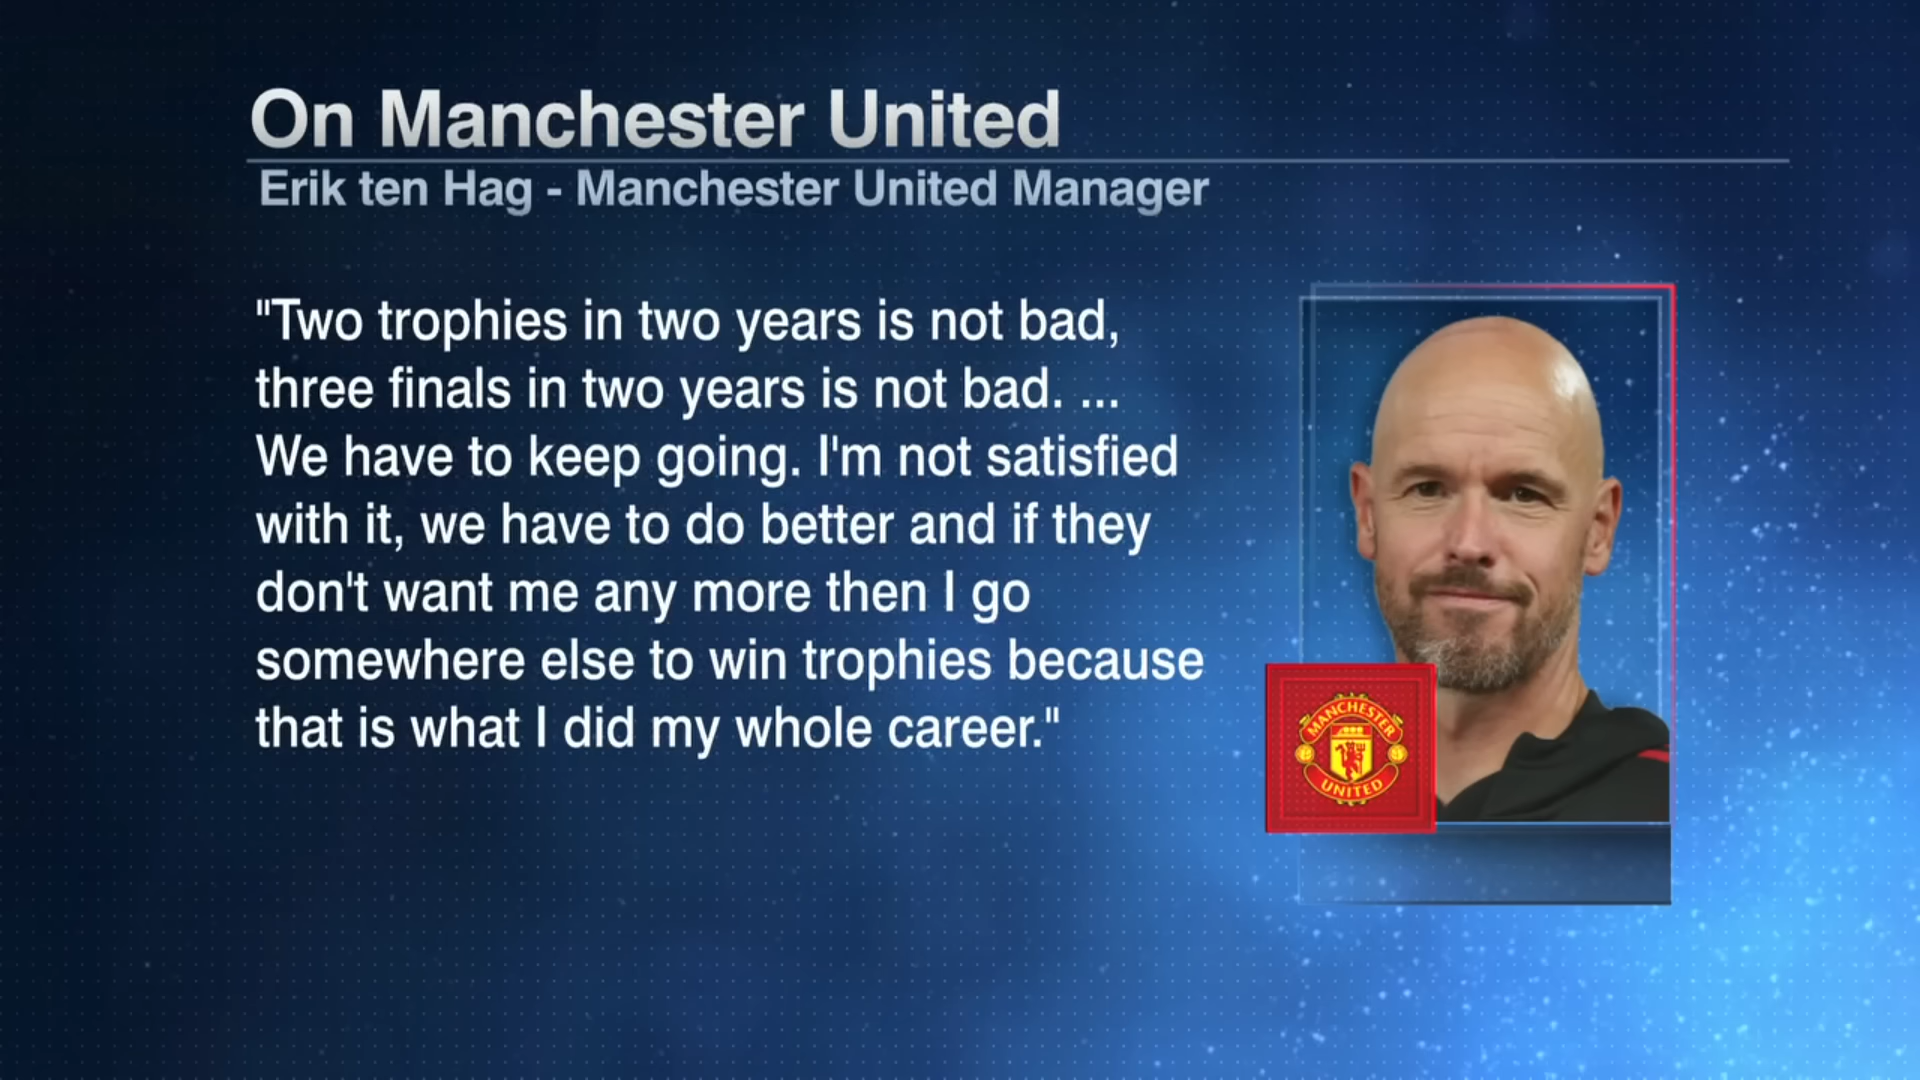 On Manchester United
Erik ten Hag - Manchester United Manager
"Two trophies in two years is not bad,
three finals in two years is not bad. ...
We have to keep going. I'm not satisfied
with it, we have to do better and if they
don't want me any more then I go
somewhere else to win trophies because
that is what I did my whole career."
MANCHESTER
UNITED